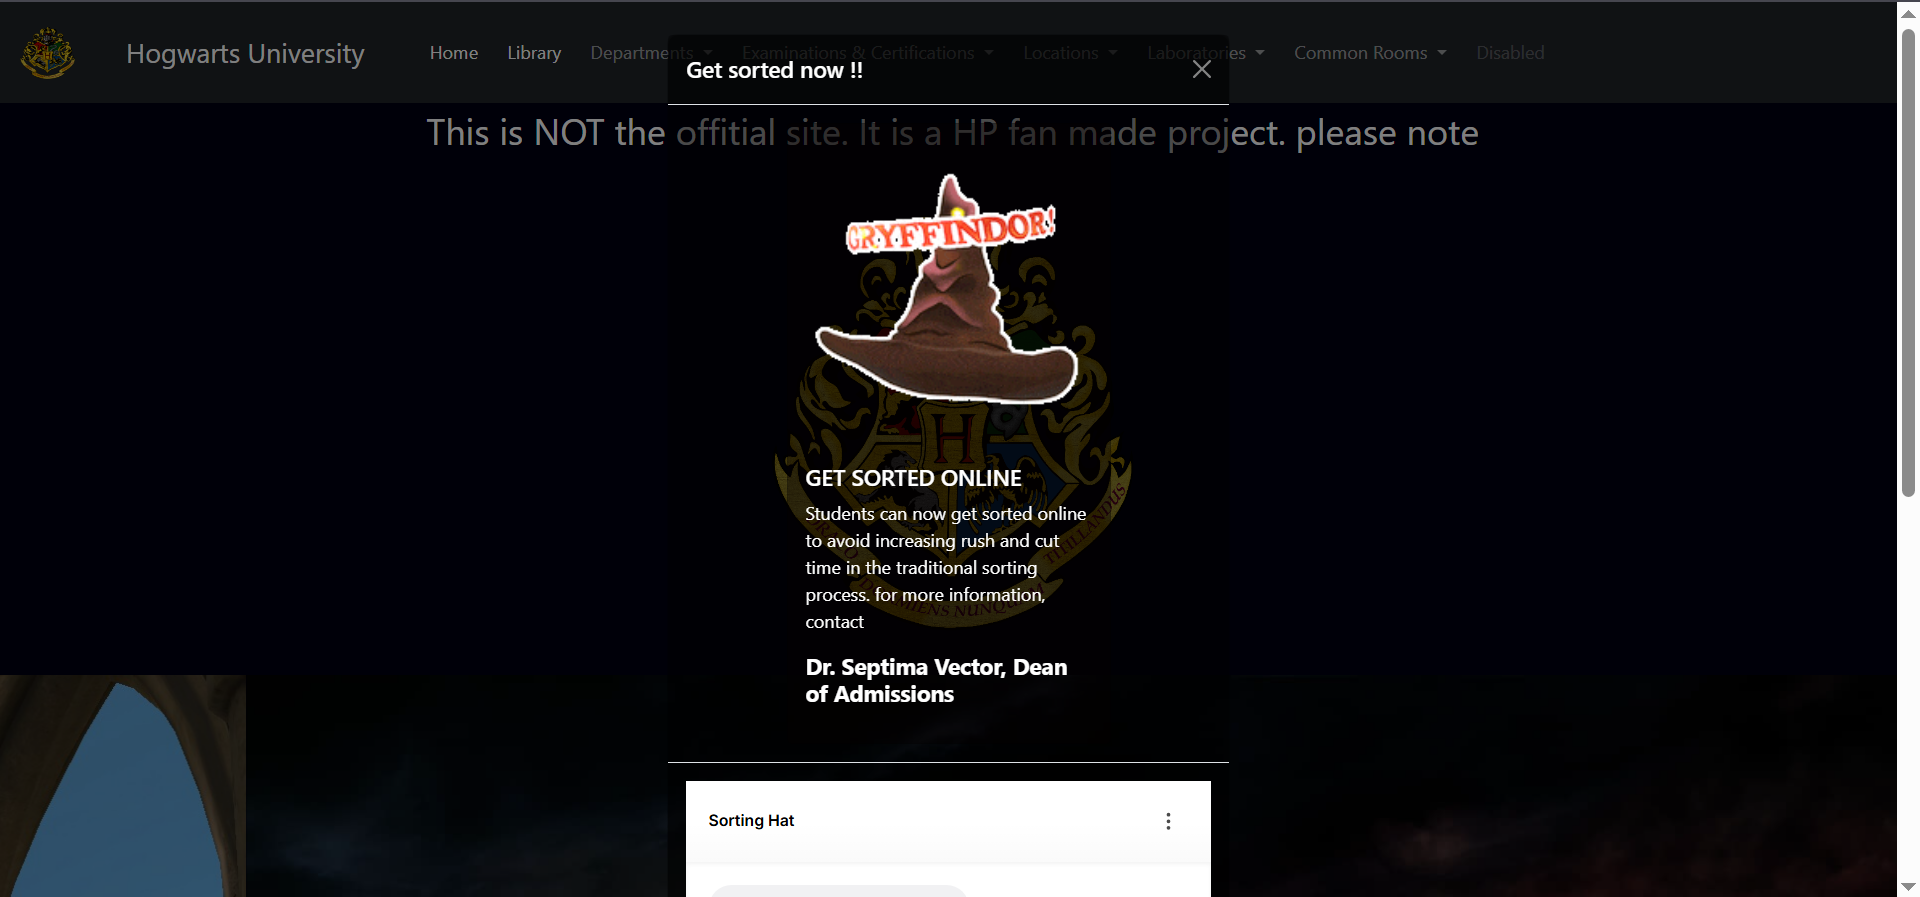 Hogwarts University
Home Library Departments Examinations & Certifications Locations Laboratories Common Rooms Disabled
Get sorted now !!
This is NOT the offitial site. It is a HP fan made project. please note
GRYFFINDOR!
H
GET SORTED ONLINE
Students can now get sorted online
to avoid increasing rush and cut
time in the traditional sorting
process. for more information,
contact
TITILLANDUS
NUNQUAM
Dr. Septima Vector, Dean
of Admissions
Sorting Hat